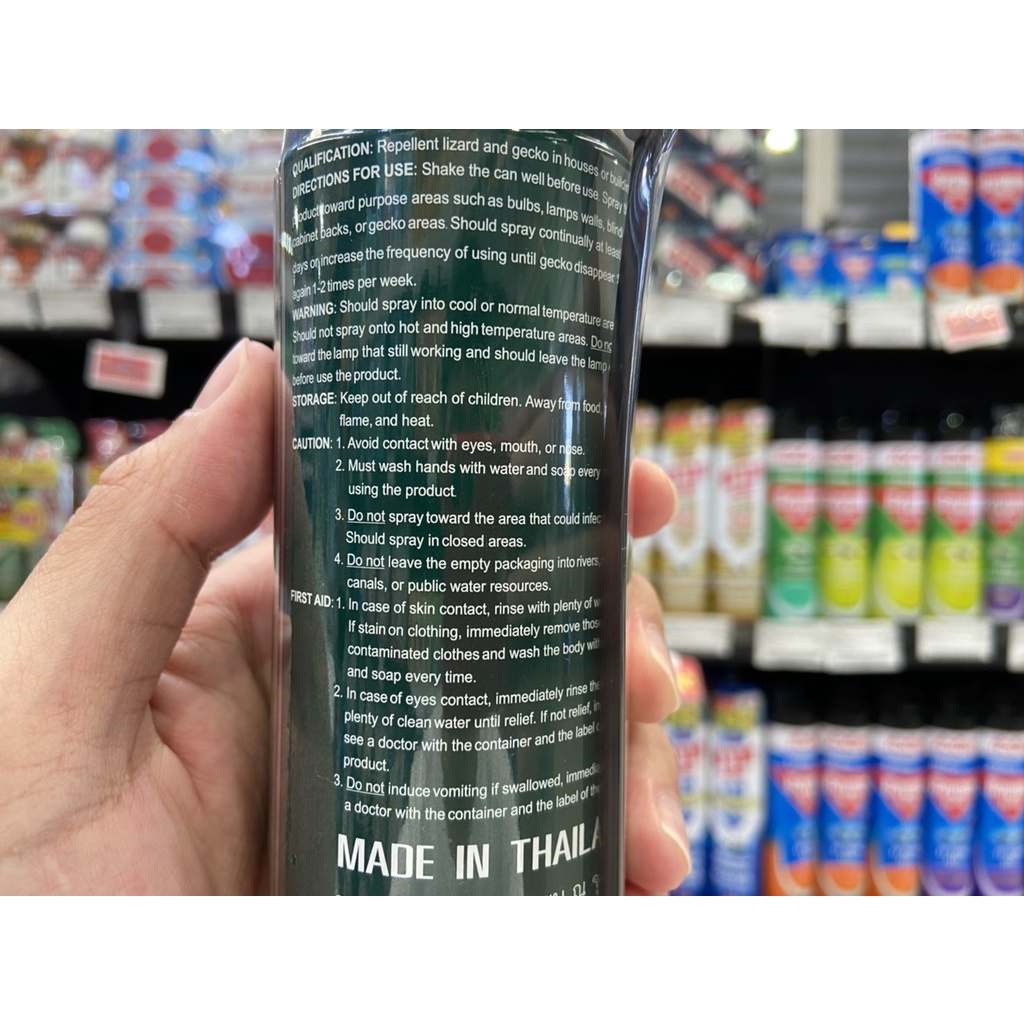 QUALIFICATION: Repellent lizard and gecko in houses or
DIRECTIONS FOR USE: Shake the can well before use. Spray
product toward purpose areas such as bulbs, lamps walls,
cabinet backs, or gecko areas. Should spray continually at least
days or increase the frequency of using until gecko disappear.
again 1-2 times per week.
WARNING: Should spray into cool or normal temperature
Should not spray onto hot and high temperature areas. Do
toward the lamp that still working and should leave the lamp
before use the product.
STORAGE: Keep out of reach of children. Away from food,
flame, and heat.
CAUTION: 1. Avoid contact with eyes, mouth, or nose.
2. Must wash hands with water and soap every
using the product.
3. Do not spray toward the area that could
Should spray in closed areas.
4. Do not leave the empty packaging into rivers,
canals, or public water resources.
FIRST AID: 1. In case of skin contact, rinse with plenty of
If stain on clothing, immediately remove
contaminated clothes and wash the body
and soap every time.
2. In case of eyes contact, immediately rinse the
plenty of clean water until relief. If not relief,
see a doctor with the container and the label
product.
3. Do not induce vomiting if swallowed,
a doctor with the container and the label of
MADE IN